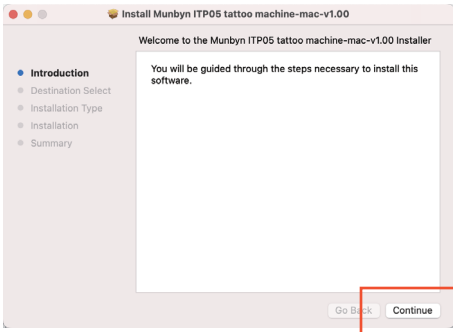 Install Munbyn ITP05 tattoo machine-mac-v1.00
Welcome to the Munbyn ITP05 tattoo machine-mac-v1.00 Installer
Introduction
Destination Select
Installation Type
Installation
Summary
You will be guided through the steps necessary to install this
software.
Go Back
Continue